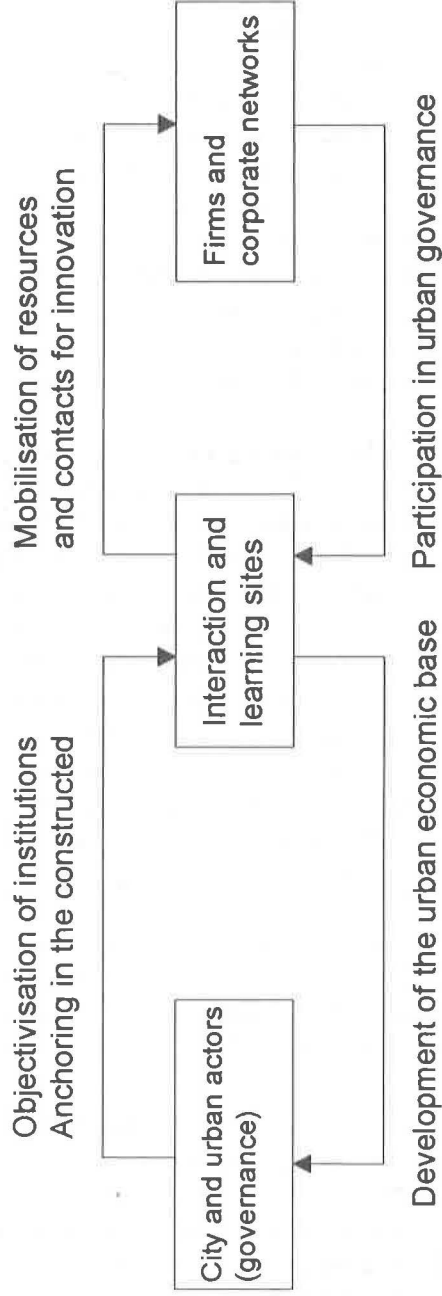 Objectivisation of institutions
Anchoring in the constructed
Mobilisation of resources
and contacts for innovation
City and urban actors
(governance)
Interaction and
learning sites
Firms and
corporate networks
Development of the urban economic base
Participation in urban governance